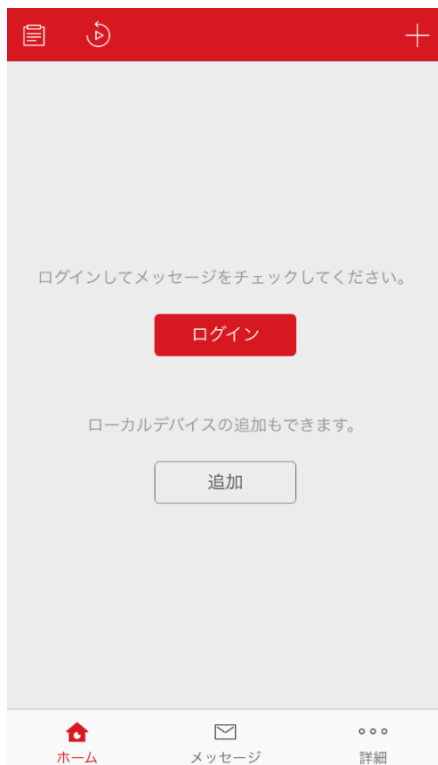 ログインしてメッセージをチェックしてください。
ログイン
ローカルデバイスの追加もできます。
追加
ホーム
メッセージ
詳細